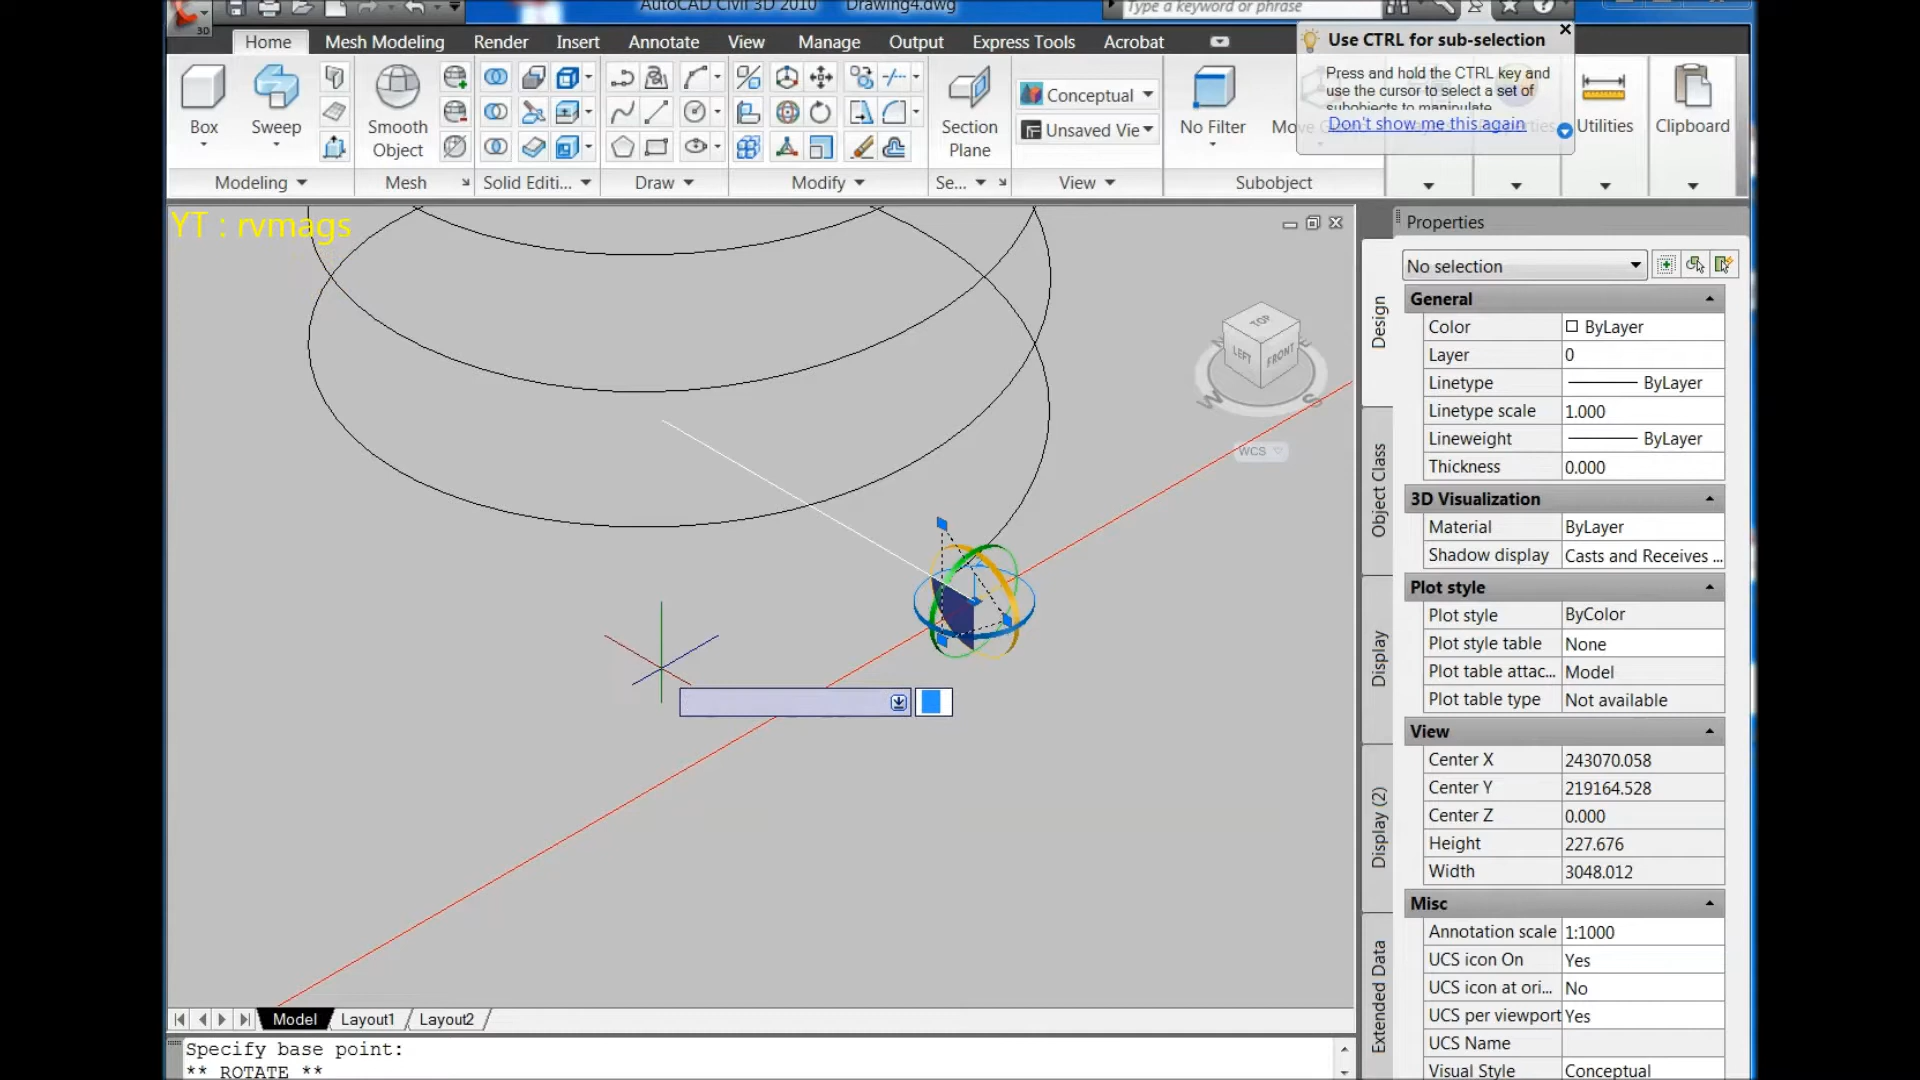 AutoCAD Civil 3D 2010 Drawing4.dwg
Type a keyword or phrase
3D
Home Mesh Modeling Render Insert Annotate View Manage Output Express Tools Acrobat
Use CTRL for sub-selection
Press and hold the CTRL key and
use the cursor to select a set of
subobjects to manipulate
Don't show me this again
Box
Sweep
Smooth
Object
Section
Plane
Conceptual
Unsaved Vie
No Filter
Utilities
Clipboard
Modeling
Mesh
Solid Editi...
Draw
Modify
Se...
View
Subobject
YT : rvmags
TOP
LEFT
FRONT
W
S
WCS
Properties
No selection
Design
Object Class
Display
Display (2)
Extended Data
General
Color ByLayer
Layer 0
Linetype ByLayer
Linetype scale 1.000
Lineweight ByLayer
Thickness 0.000
3D Visualization
Material ByLayer
Shadow display Casts and Receives ...
Plot style
Plot style ByColor
Plot style table None
Plot table attac... Model
Plot table type Not available
View
Center X 243070.058
Center Y 219164.528
Center Z 0.000
Height 227.676
Width 3048.012
Misc
Annotation scale 1:1000
UCS icon On Yes
UCS icon at ori... No
UCS per viewport Yes
UCS Name
Visual Style Conceptual
Model Layout1 Layout2
Specify base point:
** ROTATE **